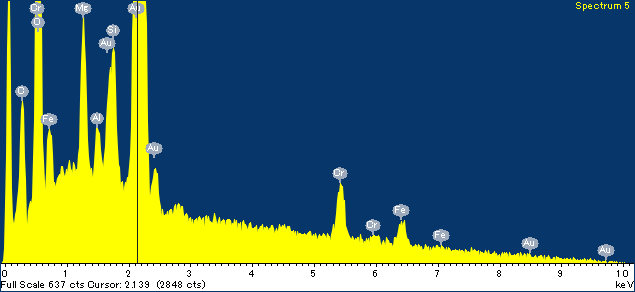 Spectrum 5
Cr
O
Mg
Au
Si
Au
C
Fe
Al
Au
Cr
Cr
Fe
Fe
Au
Au
0 1 2 3 4 5 6 7 8 9 10
Full Scale 637 cts Cursor: 2.139 (2848 cts) keV